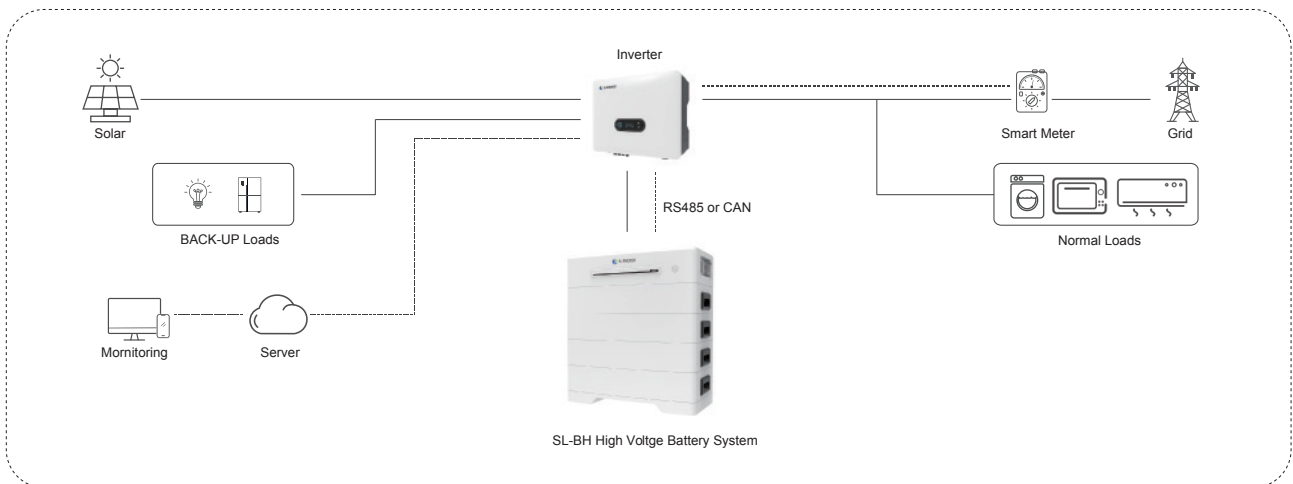 Inverter
Solar
Smart Meter
Grid
RS485 or CAN
BACK-UP Loads
Normal Loads
Mornitoring
Server
SL-BH High Voltge Battery System